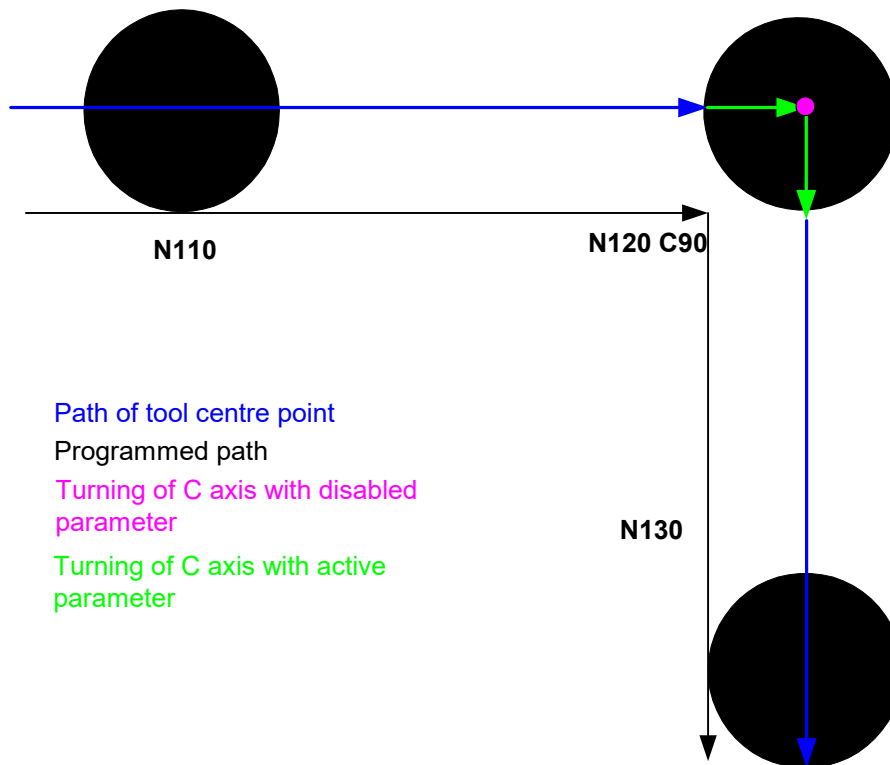 N110
N120 C90
Path of tool centre point
Programmed path
Turning of C axis with disabled
parameter
N130
Turning of C axis with active
parameter